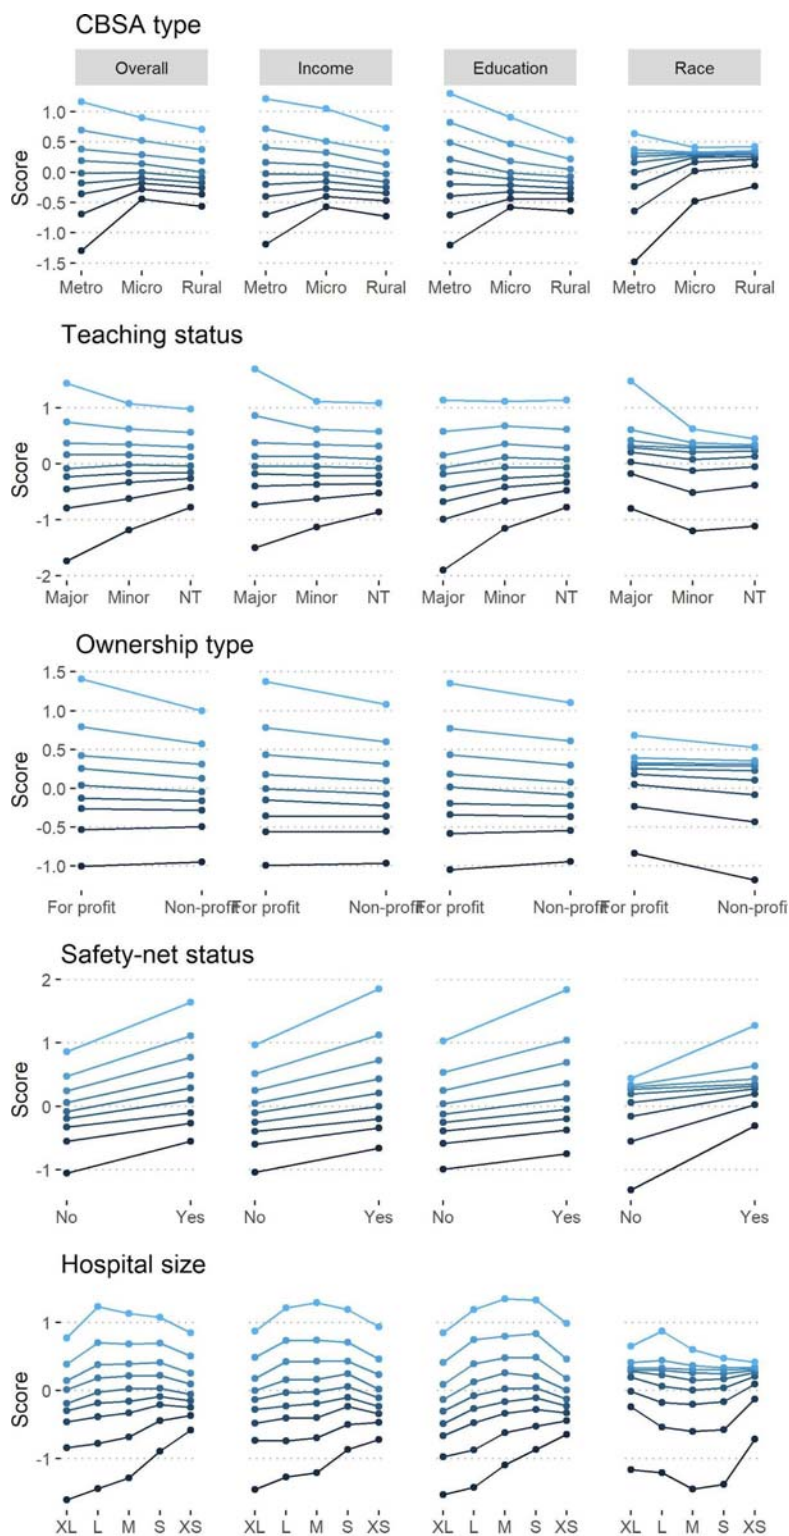 CBSA type
Overall Income Education Race
1.0
0.5
0.0
-0.5
-1.0
-1.5
Score
Metro Micro Rural Metro Micro Rural Metro Micro Rural Metro Micro Rural
Teaching status
1
0
-1
-2
Score
Major Minor NT Major Minor NT Major Minor NT Major Minor NT
Ownership type
1.5
1.0
0.5
0.0
-0.5
-1.0
Score
For profit Non-profit For profit Non-profit For profit Non-profit For profit Non-profi
Safety-net status
2
1
0
-1
Score
No Yes No Yes No Yes No Yes
Hospital size
1
0
-1
Score
XL L M S XS XL L M S XS XL L M S XS XL L M S XS